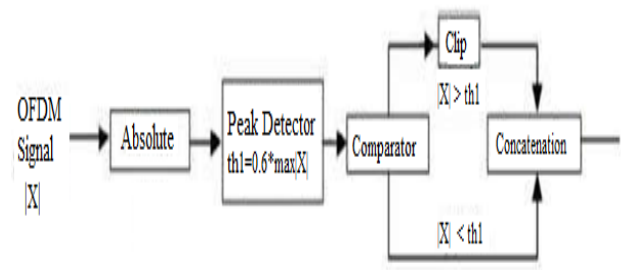 OFDM
Signal
|X|
Absolute
Peak Detector
th1=0.6*max|X|
Comparator
Clip
|X| > th1
Concatenation
|X| < th1